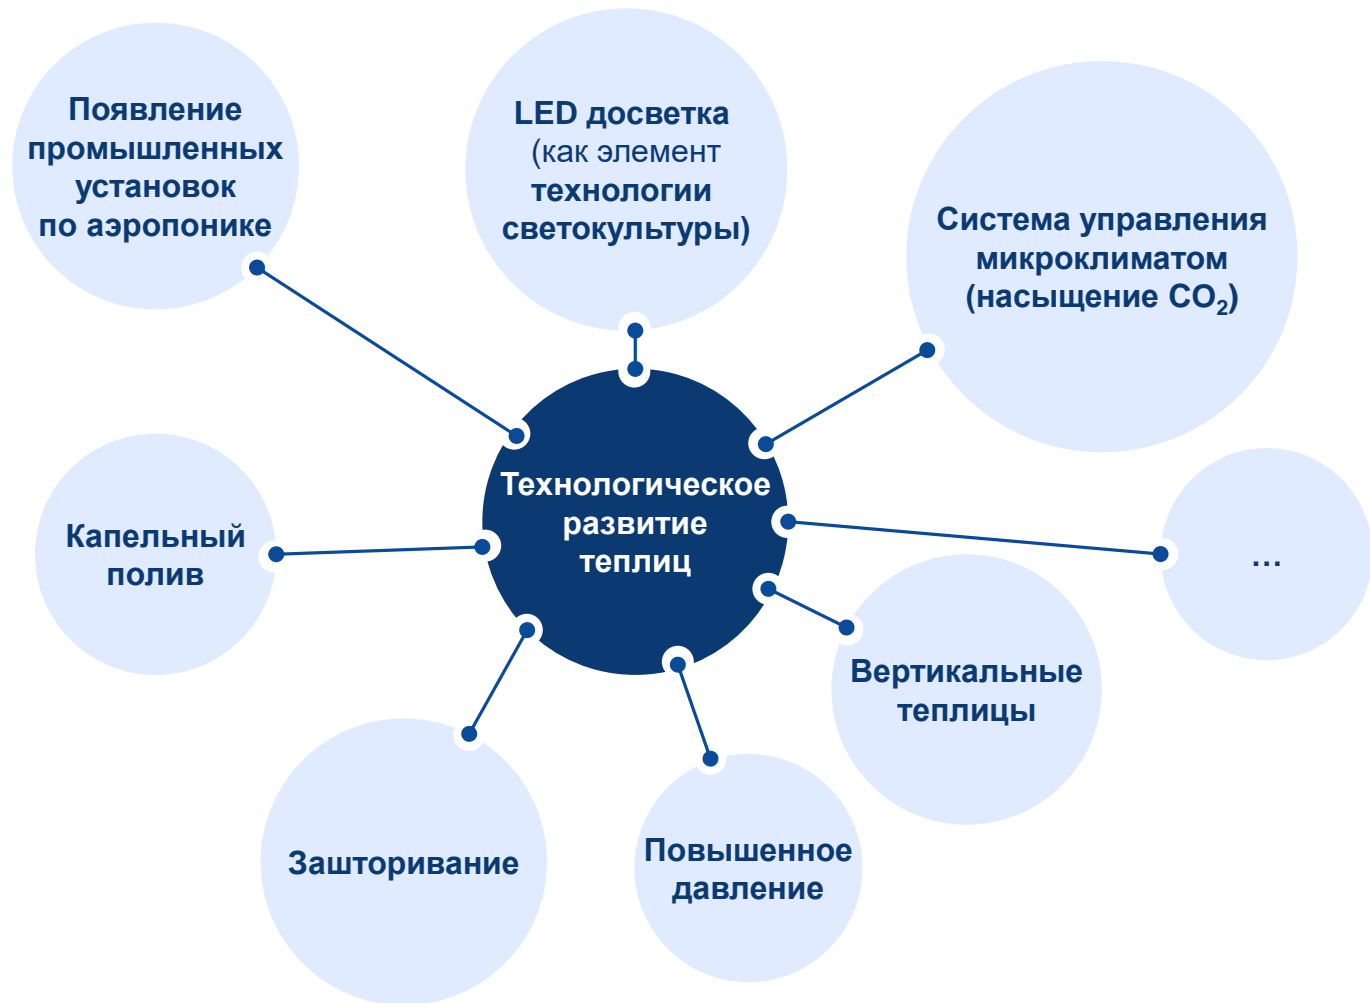 Появление
промышленных
установок
по аэропонике
LED досветка
(как элемент
технологии
светокультуры)
Система управления
микроклиматом
(насыщение CO₂)
Технологическое
развитие
теплиц
Капельный
полив
...
Вертикальные
теплицы
Зашторивание
Повышенное
давление